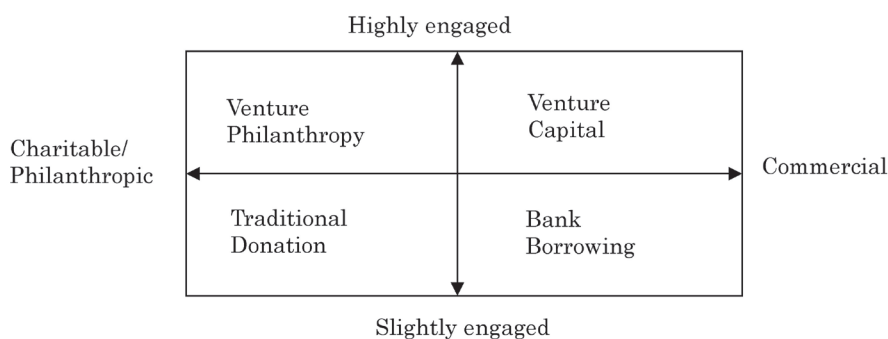 Highly engaged
Venture
Philanthropy
Venture
Capital
Charitable/
Philanthropic
Commercial
Traditional
Donation
Bank
Borrowing
Slightly engaged